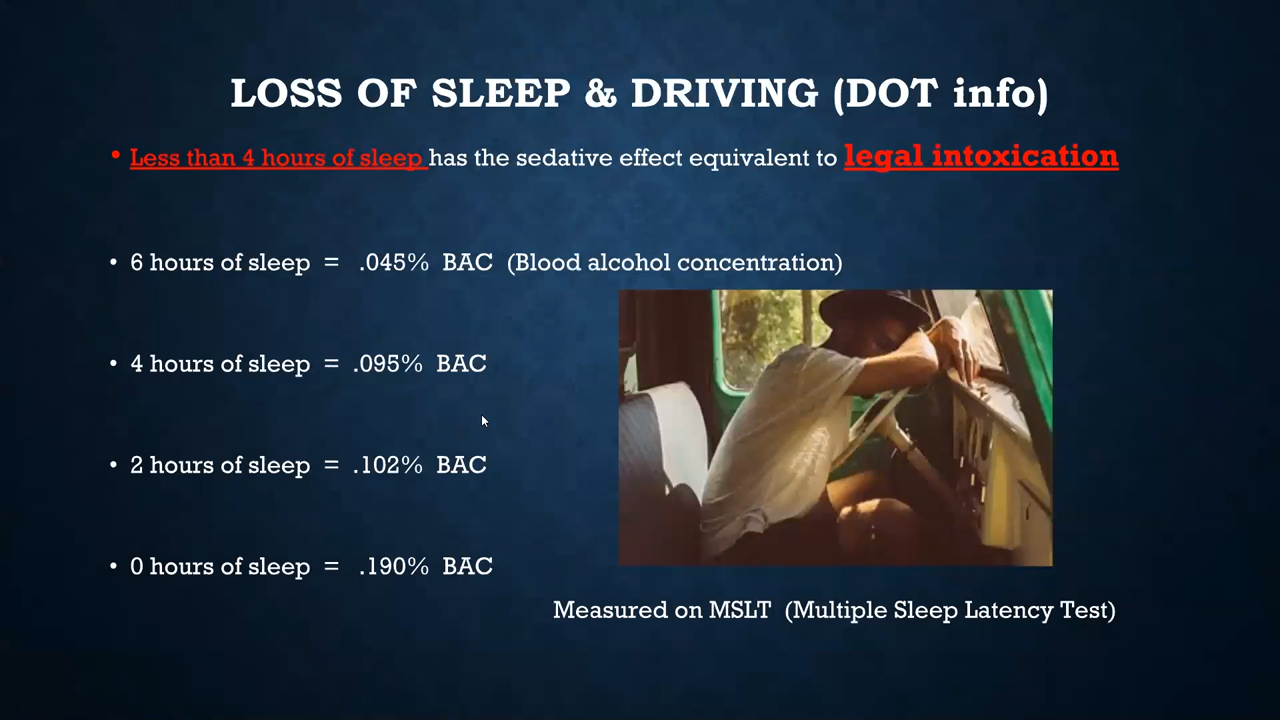 LOSS OF SLEEP & DRIVING (DOT info)
• Less than 4 hours of sleep has the sedative effect equivalent to legal intoxication
• 6 hours of sleep = .045% BAC (Blood alcohol concentration)
• 4 hours of sleep = .095% BAC
• 2 hours of sleep = .102% BAC
• 0 hours of sleep = .190% BAC
Measured on MSLT (Multiple Sleep Latency Test)